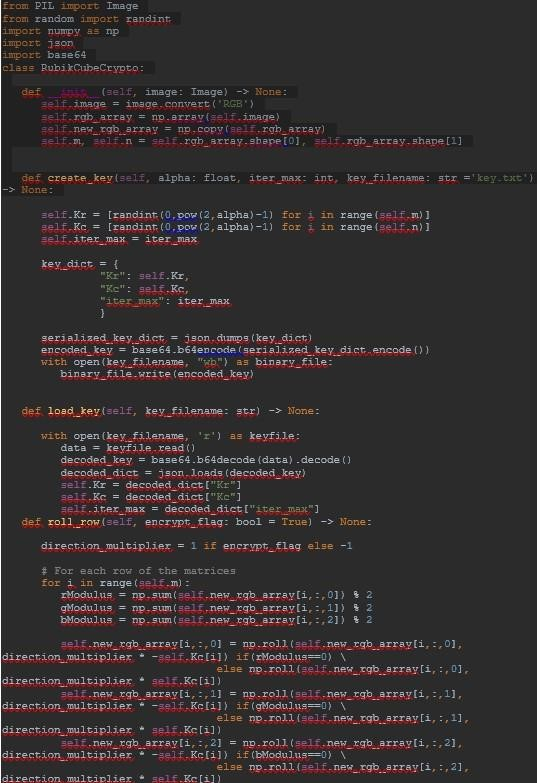 from PIL import Image
from random import randint
import numpy as np
import json
import base64
class RubikCubeCrypto:
def __init__(self, image: Image) -> None:
self.image = image.convert('RGB')
self.rgb_array = np.array(self.image)
self.new_rgb_array = np.copy(self.rgb_array)
self.m, self.n = self.rgb_array.shape[0], self.rgb_array.shape[1]
def create_key(self, alpha: float, iter_max: int, key_filename: str ='key.txt')
-> None:
self.Kr = [randint(0,pow(2,alpha)-1) for i in range(self.m)]
self.Kc = [randint(0,pow(2,alpha)-1) for i in range(self.n)]
self.iter_max = iter_max
key_dict = {
"Kr": self.Kr,
"Kc": self.Kc,
"iter_max": iter_max
}
serialized_key_dict = json.dumps(key_dict)
encoded_key = base64.b64encode(serialized_key_dict.encode())
with open(key_filename, "wb") as binary_file:
binary_file.write(encoded_key)
def load_key(self, key_filename: str) -> None:
with open(key_filename, 'r') as keyfile:
data = keyfile.read()
decoded_key = base64.b64decode(data).decode()
decoded_dict = json.loads(decoded_key)
self.Kr = decoded_dict["Kr"]
self.Kc = decoded_dict["Kc"]
self.iter_max = decoded_dict["iter_max"]
def roll_row(self, encrypt_flag: bool = True) -> None:
direction_multiplier = 1 if encrypt_flag else -1
# For each row of the matrices
for i in range(self.m):
rModulus = np.sum(self.new_rgb_array[i,:,0]) % 2
gModulus = np.sum(self.new_rgb_array[i,:,1]) % 2
bModulus = np.sum(self.new_rgb_array[i,:,2]) % 2
self.new_rgb_array[i,:,0] = np.roll(self.new_rgb_array[i,:,0],
direction_multiplier * -self.Kc[i]) if(rModulus==0) \
else np.roll(self.new_rgb_array[i,:,0],
direction_multiplier * self.Kc[i])
self.new_rgb_array[i,:,1] = np.roll(self.new_rgb_array[i,:,1],
direction_multiplier * -self.Kc[i]) if(gModulus==0) \
else np.roll(self.new_rgb_array[i,:,1],
direction_multiplier * self.Kc[i])
self.new_rgb_array[i,:,2] = np.roll(self.new_rgb_array[i,:,2],
direction_multiplier * -self.Kc[i]) if(bModulus==0) \
else np.roll(self.new_rgb_array[i,:,2],
direction_multiplier * self.Kc[i])